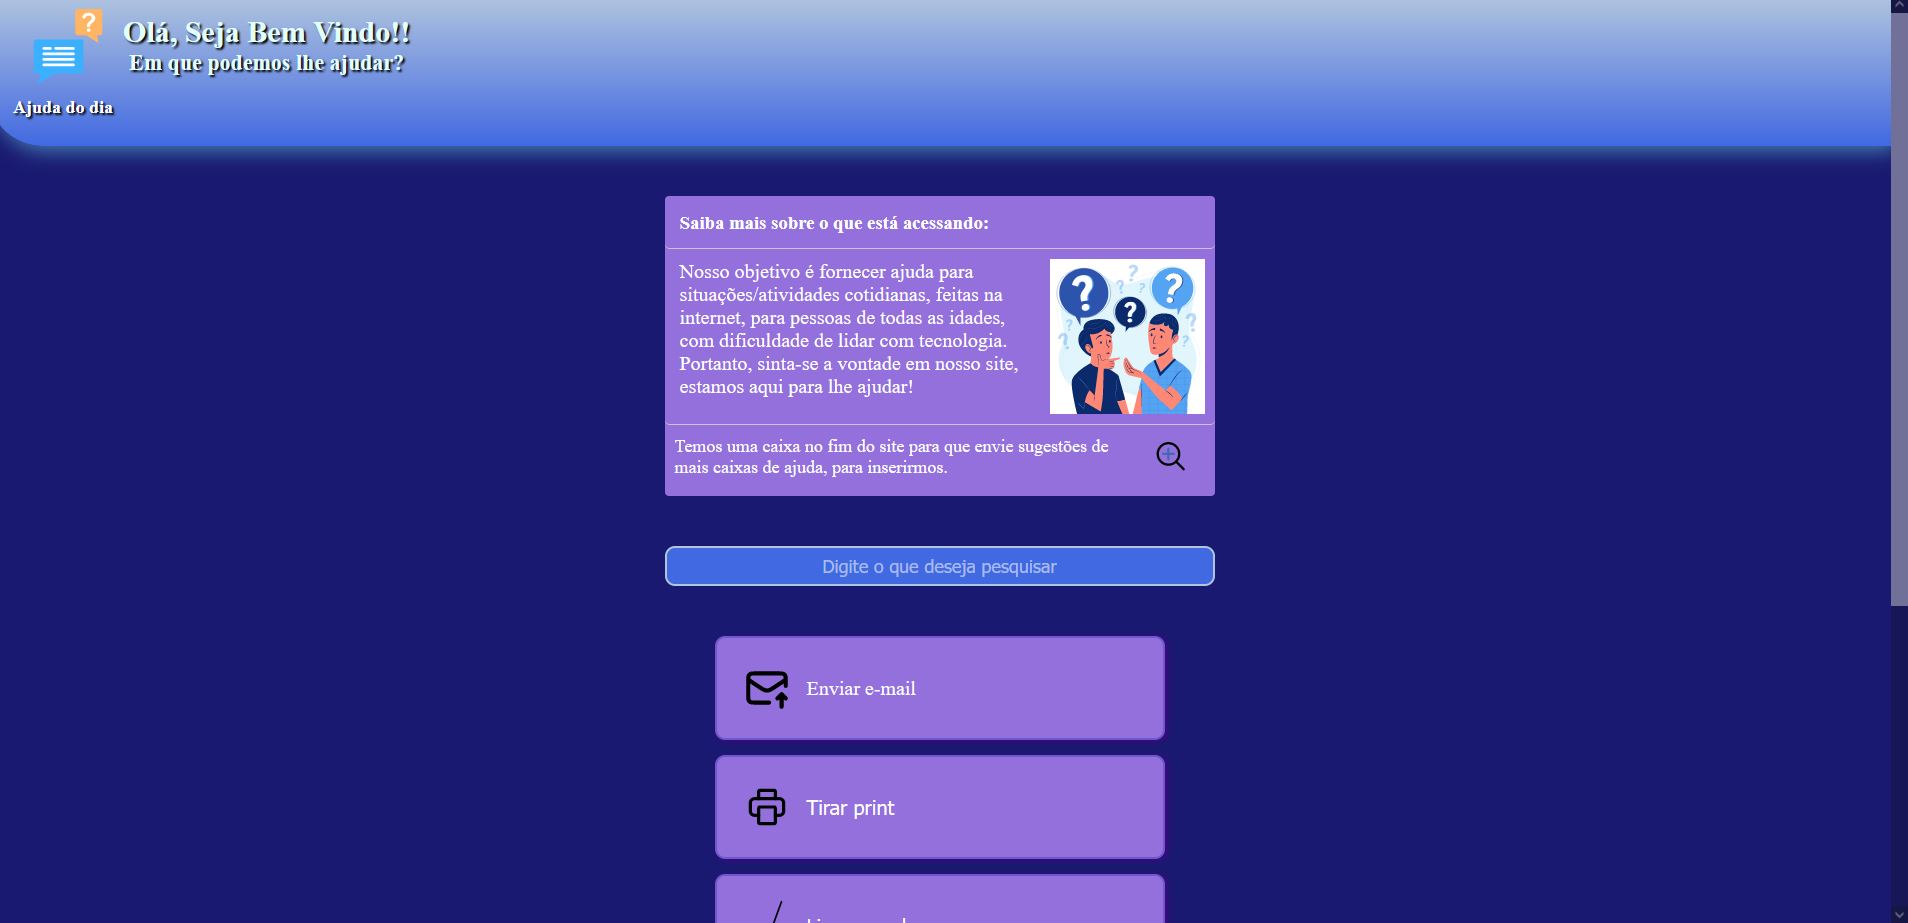 Olá, Seja Bem Vindo!!
Em que podemos lhe ajudar?
Ajuda do dia
Saiba mais sobre o que está acessando:
Nosso objetivo é fornecer ajuda para
situações/atividades cotidianas, feitas na
internet, para pessoas de todas as idades,
com dificuldade de lidar com tecnologia.
Portanto, sinta-se a vontade em nosso site,
estamos aqui para lhe ajudar!
Temos uma caixa no fim do site para que envie sugestões de
mais caixas de ajuda, para inserirmos.
Digite o que deseja pesquisar
Enviar e-mail
Tirar print